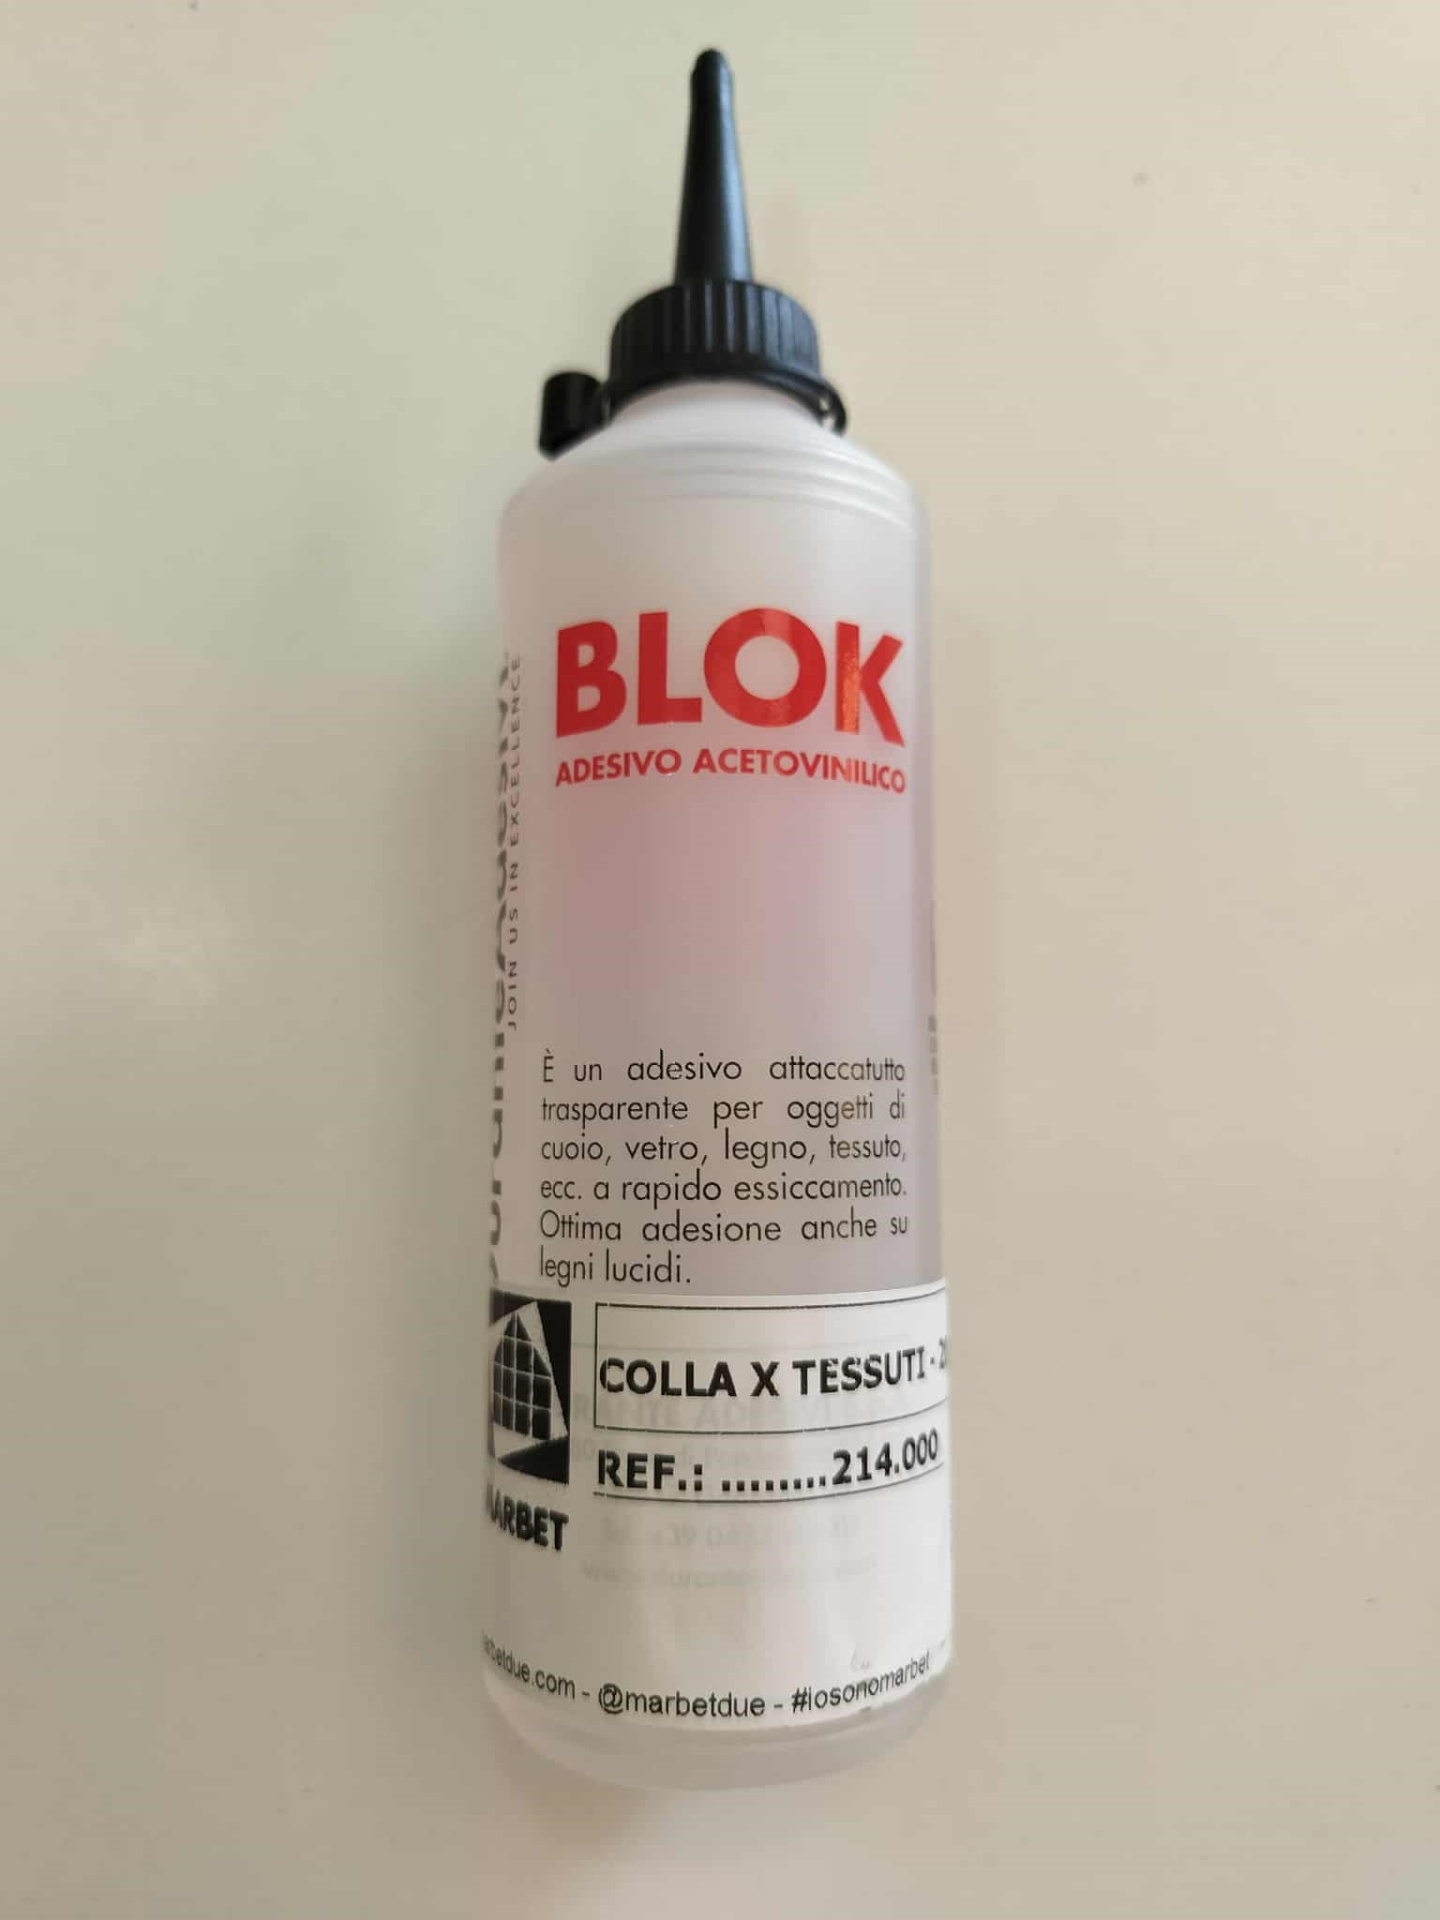 BLOK
ADESIVO ACETOVINILICO
JOIN US IN EXCELLENCE
È un adesivo attaccatutto
trasparente per oggetti di
cuoio, vetro, legno, tessuto,
ecc. a rapido essiccamento.
Ottima adesione anche su
legni lucidi.
COLLA X TESSUTI -
REF.: ........214.000
MARBET
@marbetdue - #iosonomarbet